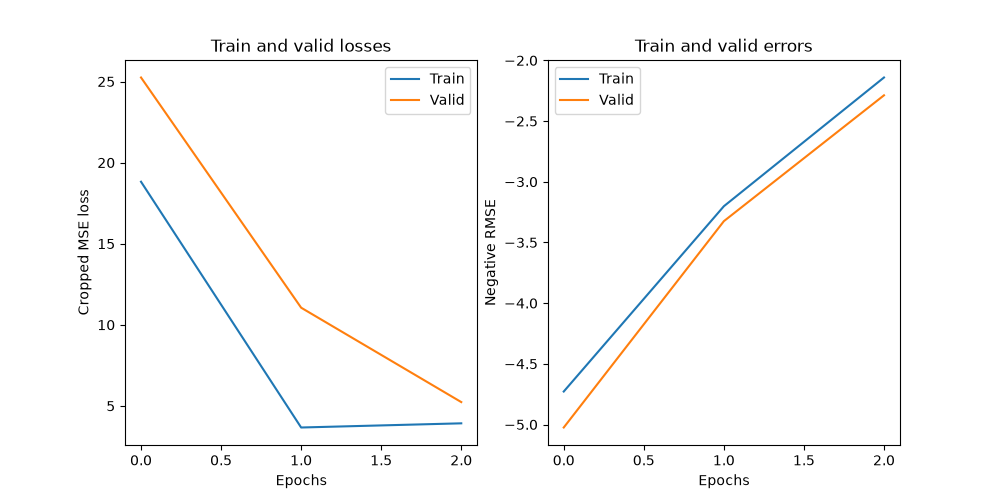 Train and valid losses
Train
Valid
25
20
15
10
5
Cropped MSE loss
0.0 0.5 1.0 1.5 2.0
Epochs
Train and valid errors
Train
Valid
−2.0
−2.5
−3.0
−3.5
−4.0
−4.5
−5.0
Negative RMSE
0.0 0.5 1.0 1.5 2.0
Epochs